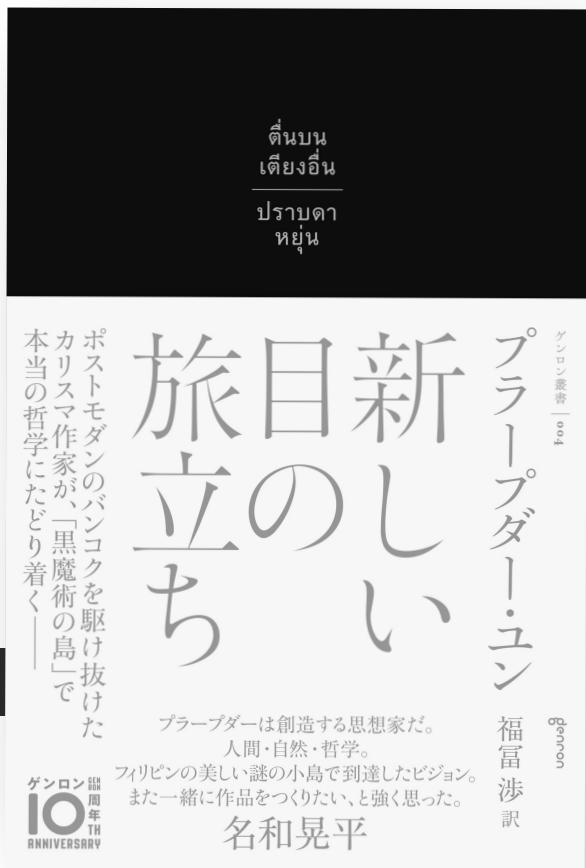 ตื่นบน
เตียงอื่น
ปราบดา
หยุ่น
ゲンロン叢書 004
プラープダー・ユン
福冨 渉 訳
genron
新しい
目の
旅立ち
ポストモダンのバンコクを駆け抜けた
カリスマ作家が、「黒魔術の島」で
本当の哲学にたどり着く——
プラープダーは創造する思想家だ。
人間・自然・哲学。
フィリピンの美しい謎の小島で到達したビジョン。
また一緒に作品をつくりたい、と強く思った。
名和晃平
ゲンロン GEN RON
10 周年 TH
ANNIVERSARY